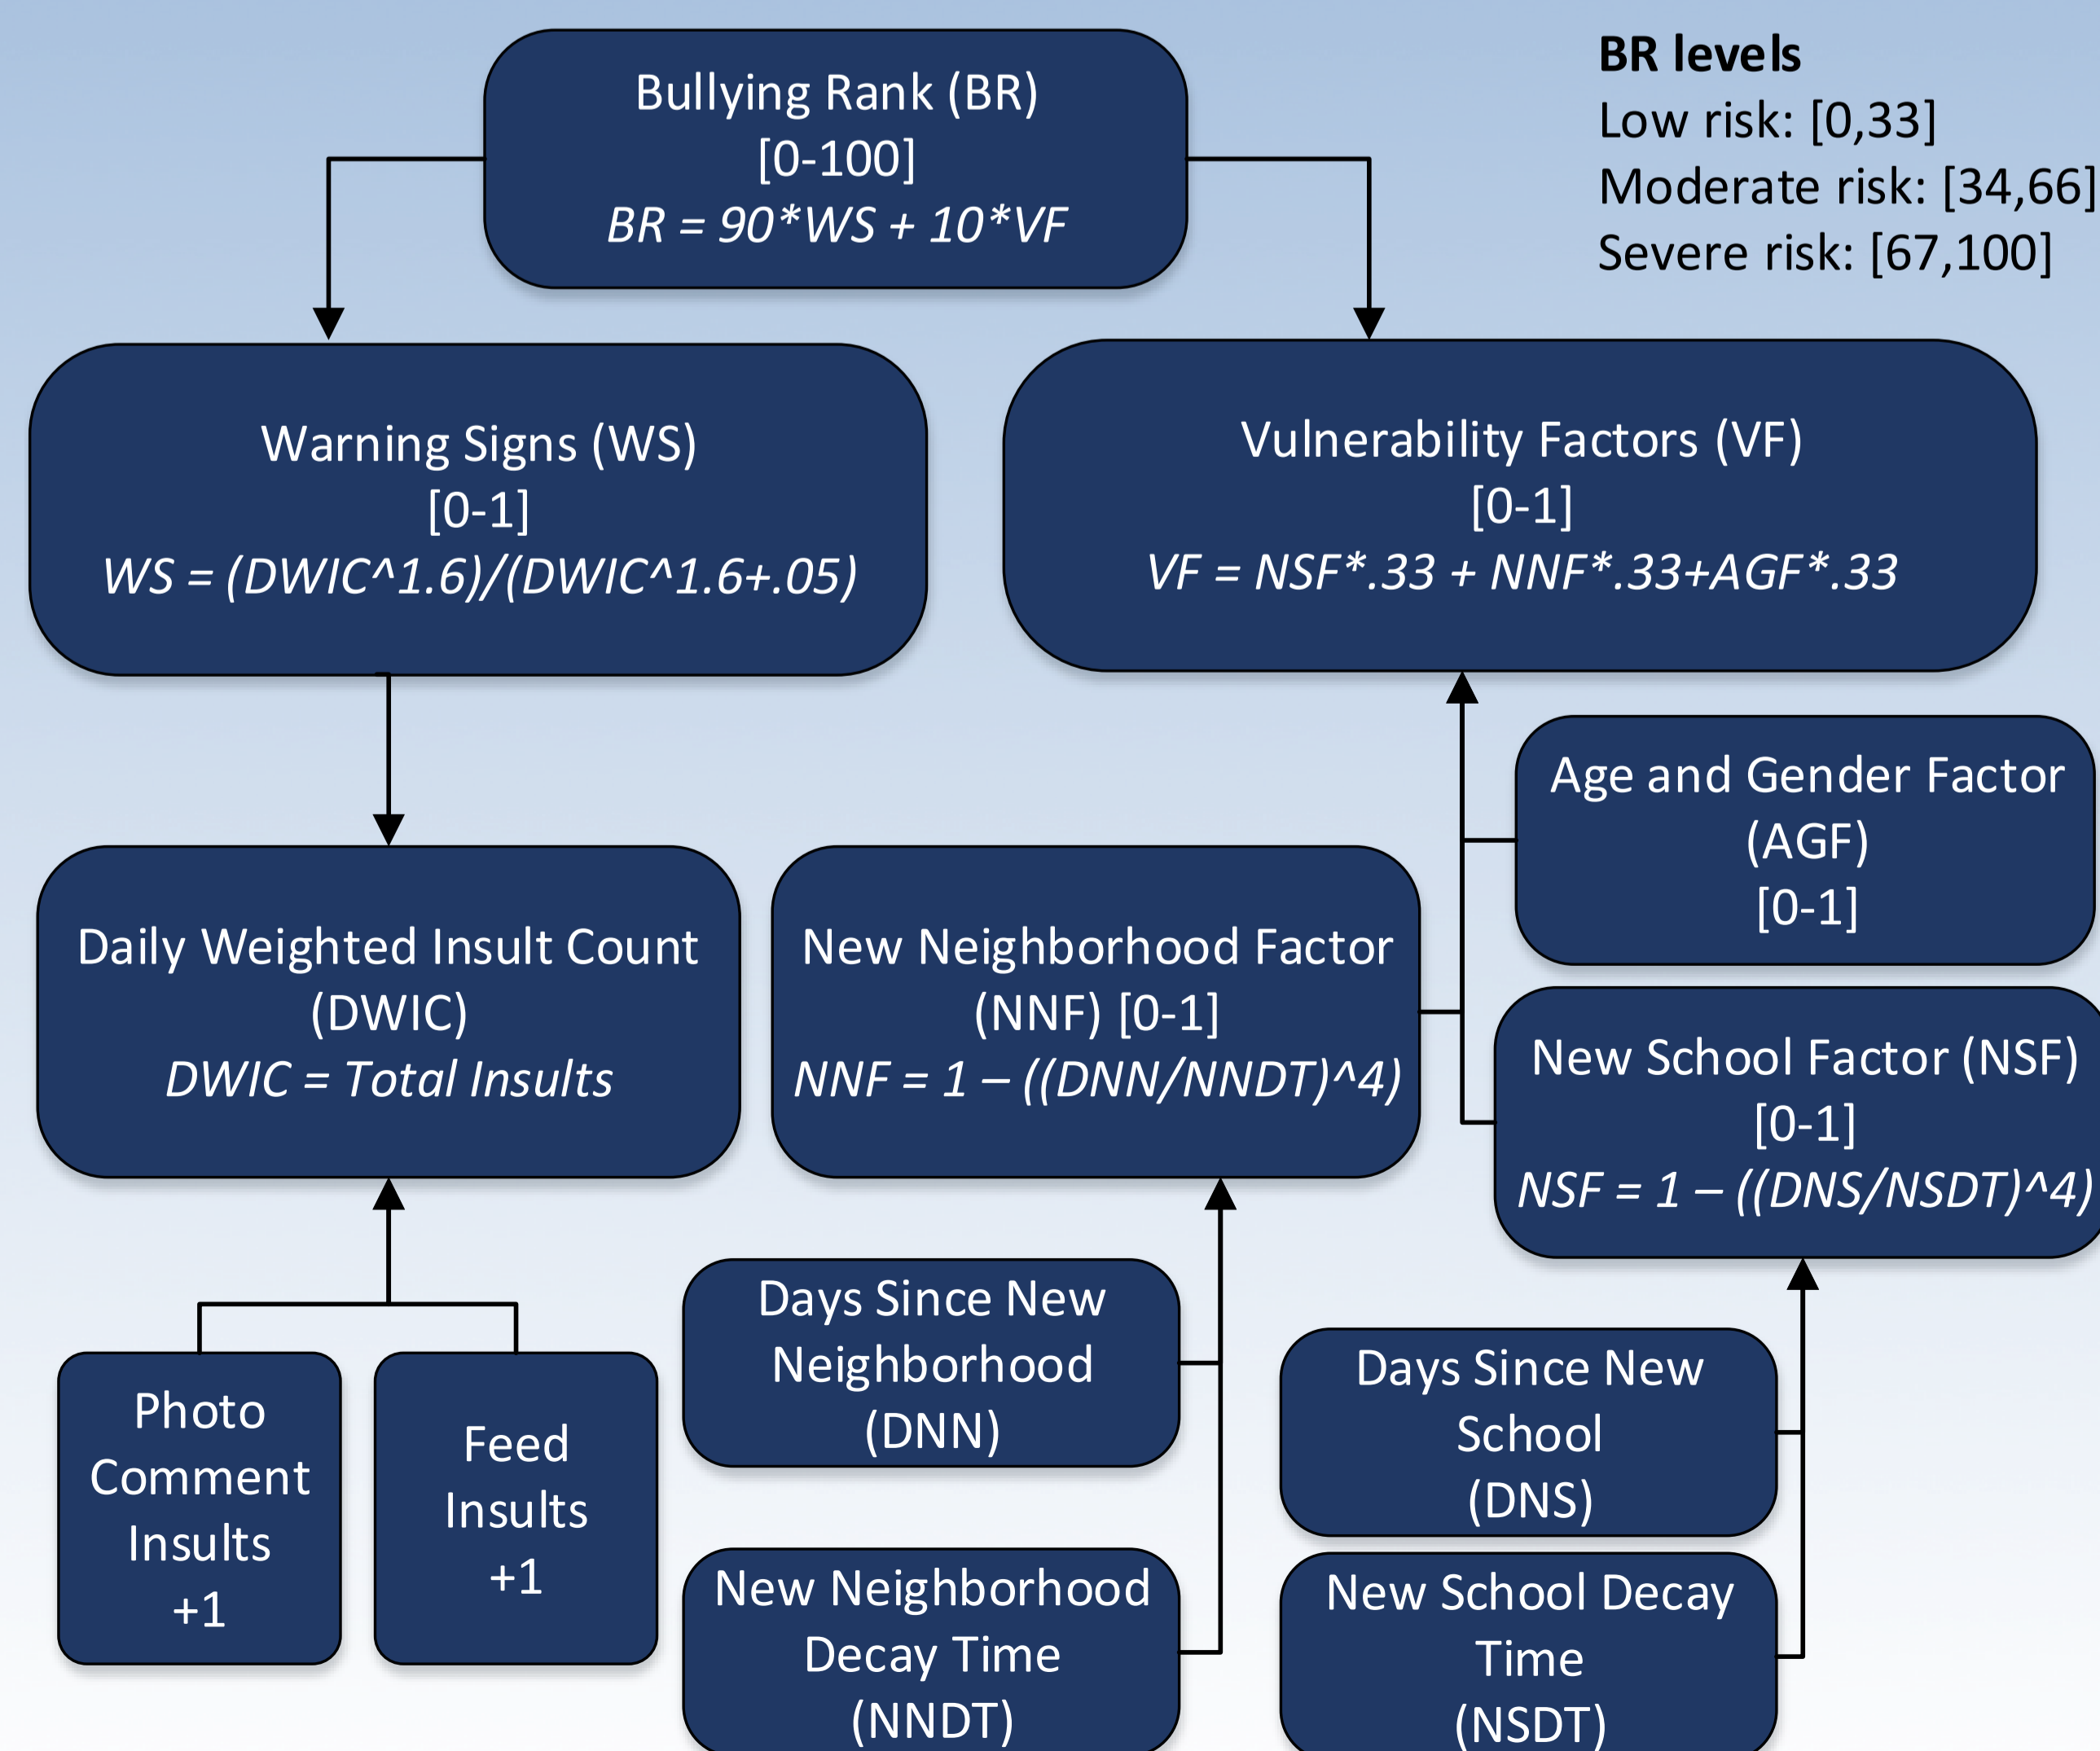 Bullying Rank (BR)
[0-100]
BR = 90*WS + 10*VF
BR levels
Low risk: [0,33]
Moderate risk: [34,66]
Severe risk: [67,100]
Warning Signs (WS)
[0-1]
WS = (DWIC^1.6)/(DWIC^1.6+.05)
Vulnerability Factors (VF)
[0-1]
VF = NSF*.33 + NNF*.33+AGF*.33
Age and Gender Factor
(AGF)
[0-1]
Daily Weighted Insult Count
(DWIC)
DWIC = Total Insults
New Neighborhood Factor
(NNF) [0-1]
NNF = 1 – ((DNN/NNDT)^4)
New School Factor (NSF)
[0-1]
NSF = 1 – ((DNS/NSDT)^4)
Photo
Comment
Insults
+1
Feed
Insults
+1
Days Since New
Neighborhood
(DNN)
New Neighborhood
Decay Time
(NNDT)
Days Since New
School
(DNS)
New School Decay
Time
(NSDT)